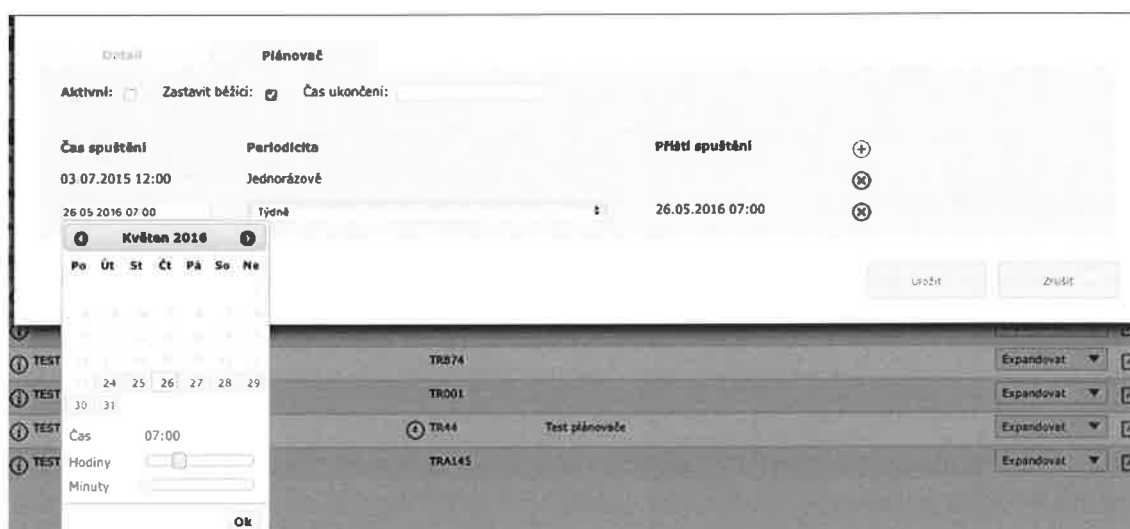 Detail Plánovač
Aktivní: Zastavit běžící: Čas ukončení:
Čas spuštění Periodicita Příští spuštění
03.07.2015 12:00 Jednorázově
26.05.2016 07:00 Týdně 26.05.2016 07:00
Květen 2016
Po Út St Čt Pá So Ne
24 25 26 27 28 29
30 31
Čas 07:00
Hodiny
Minuty
Ok
Uložit Zrušit
TEST TR874 Expandovat
TEST TR001 Expandovat
TEST TR44 Test plánovače Expandovat
TEST TRA145 Expandovat